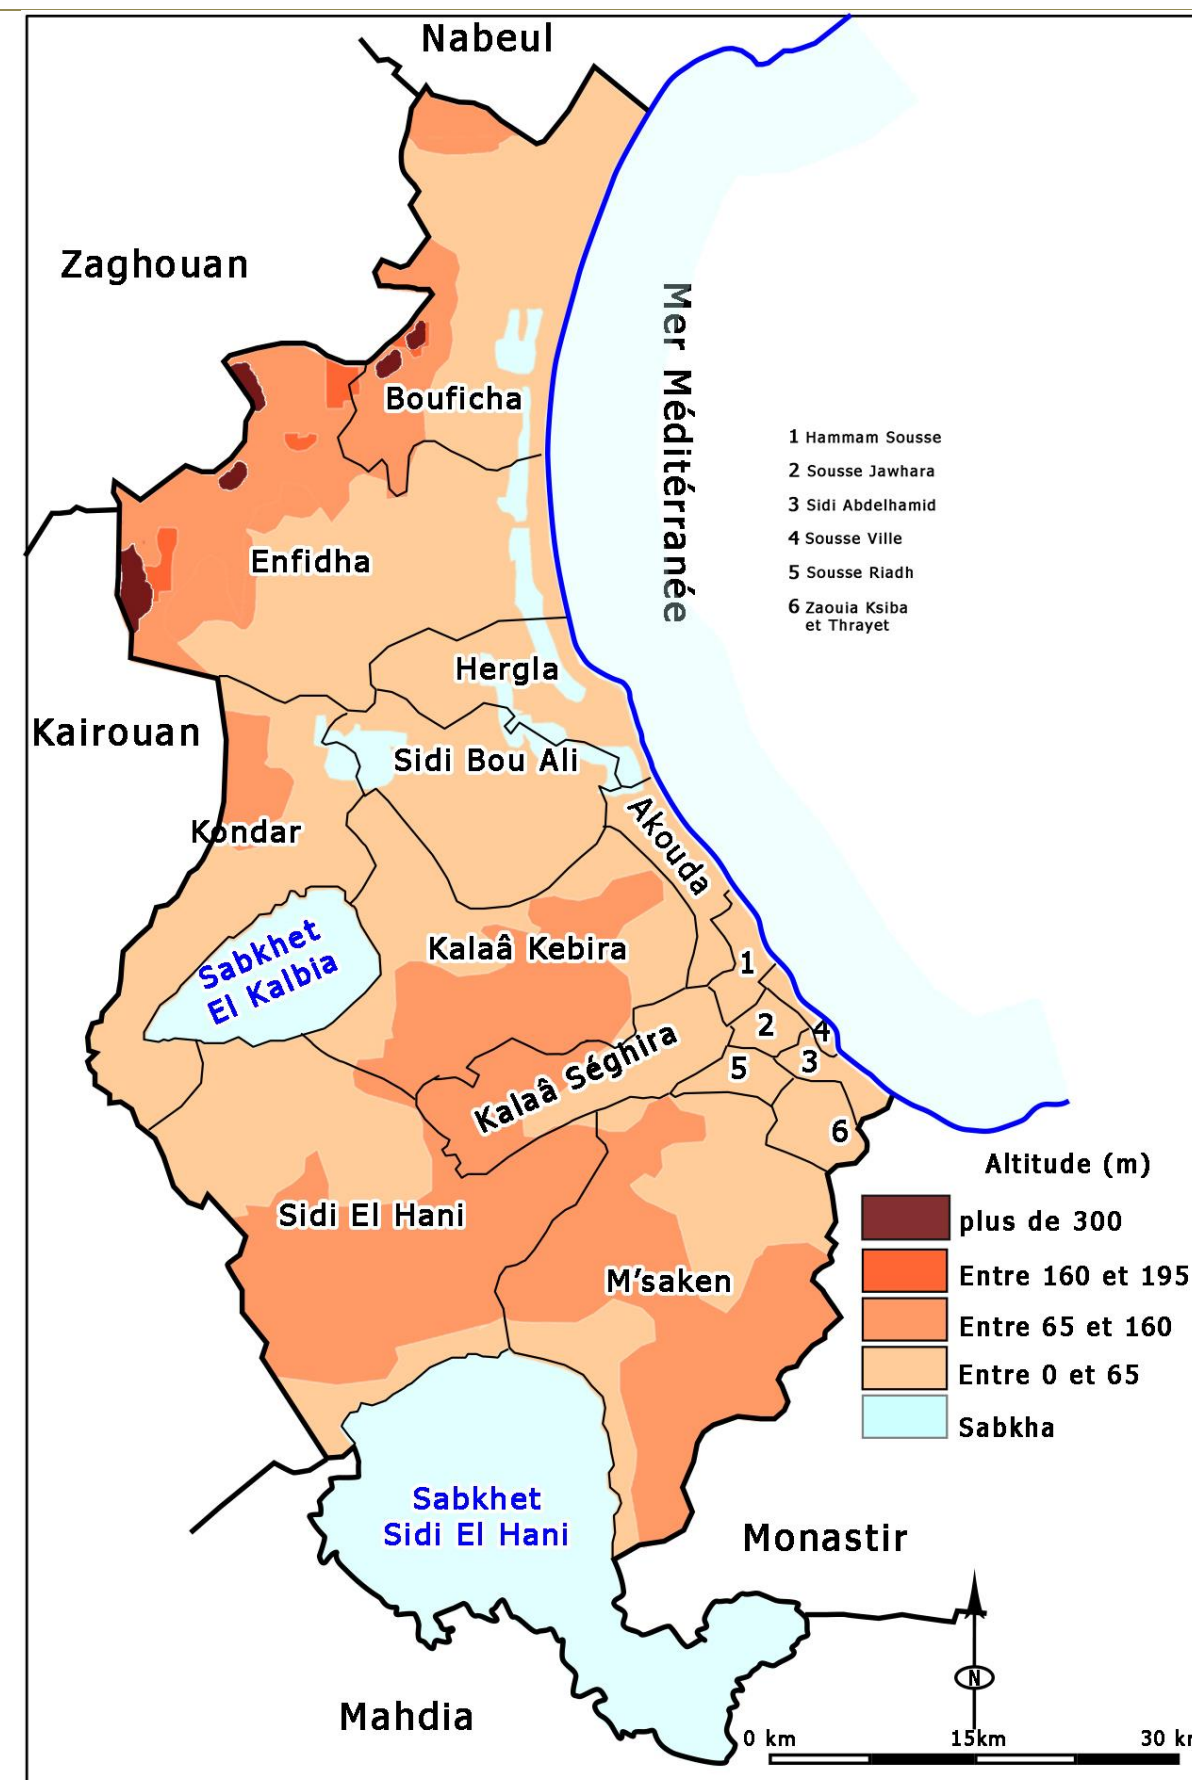 Nabeul
Zaghouan
Mer Méditérranée
Bouficha
1 Hammam Sousse
2 Sousse Jawhara
3 Sidi Abdelhamid
4 Sousse Ville
5 Sousse Riadh
6 Zaouia Ksiba
et Thrayet
Enfidha
Hergla
Kairouan
Sidi Bou Ali
Kondar
Akouda
Sabkhet
El Kalbia
Kalaâ Kebira
1
2
4
3
5
Kalaâ Séghira
6
Altitude (m)
plus de 300
Entre 160 et 195
Entre 65 et 160
Entre 0 et 65
Sabkha
Sidi El Hani
M'saken
Sabkhet
Sidi El Hani
Monastir
N
Mahdia
0 km 15km 30 km